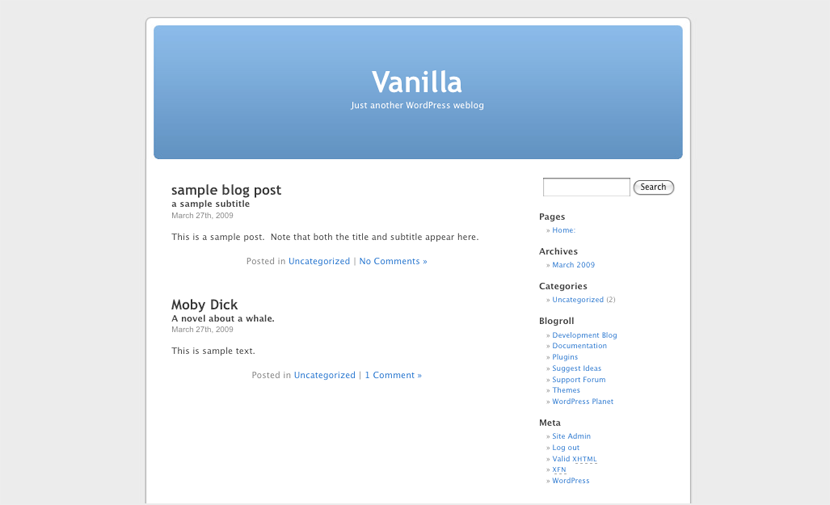 Vanilla
Just another WordPress weblog
sample blog post
a sample subtitle
March 27th, 2009
This is a sample post.  Note that both the title and subtitle appear here.
Posted in Uncategorized | No Comments »
Moby Dick
A novel about a whale.
March 27th, 2009
This is sample text.
Posted in Uncategorized | 1 Comment »
Search
Pages
» Home:
Archives
» March 2009
Categories
» Uncategorized (2)
Blogroll
» Development Blog
» Documentation
» Plugins
» Suggest Ideas
» Support Forum
» Themes
» WordPress Planet
Meta
» Site Admin
» Log out
» Valid XHTML
» XFN
» WordPress